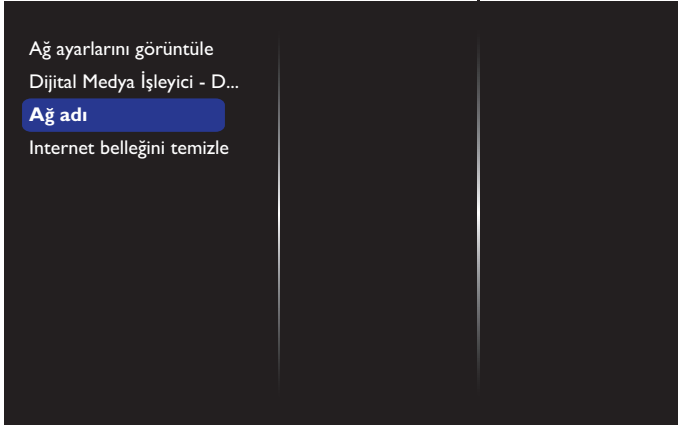 Ağ ayarlarını görüntüle
Dijital Medya İşleyici - D...
Ağ adı
Internet belleğini temizle